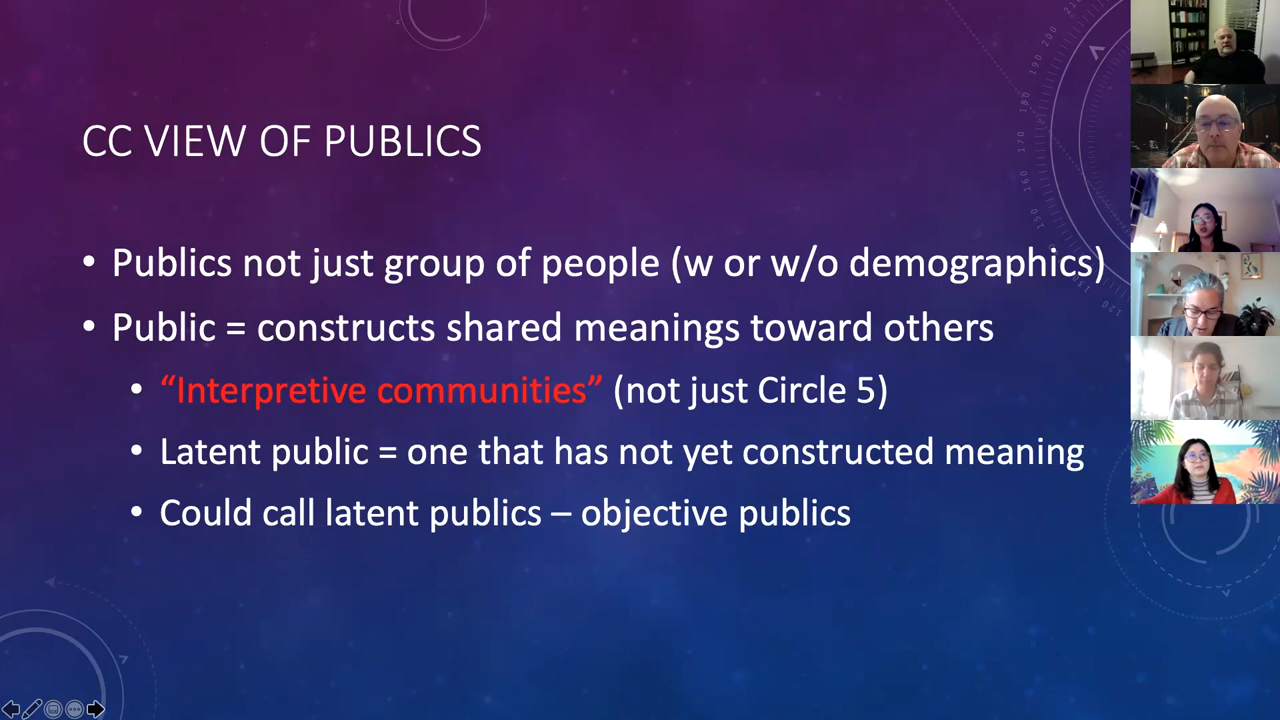 CC VIEW OF PUBLICS
• Publics not just group of people (w or w/o demographics)
• Public = constructs shared meanings toward others
• “Interpretive communities” (not just Circle 5)
• Latent public = one that has not yet constructed meaning
• Could call latent publics – objective publics